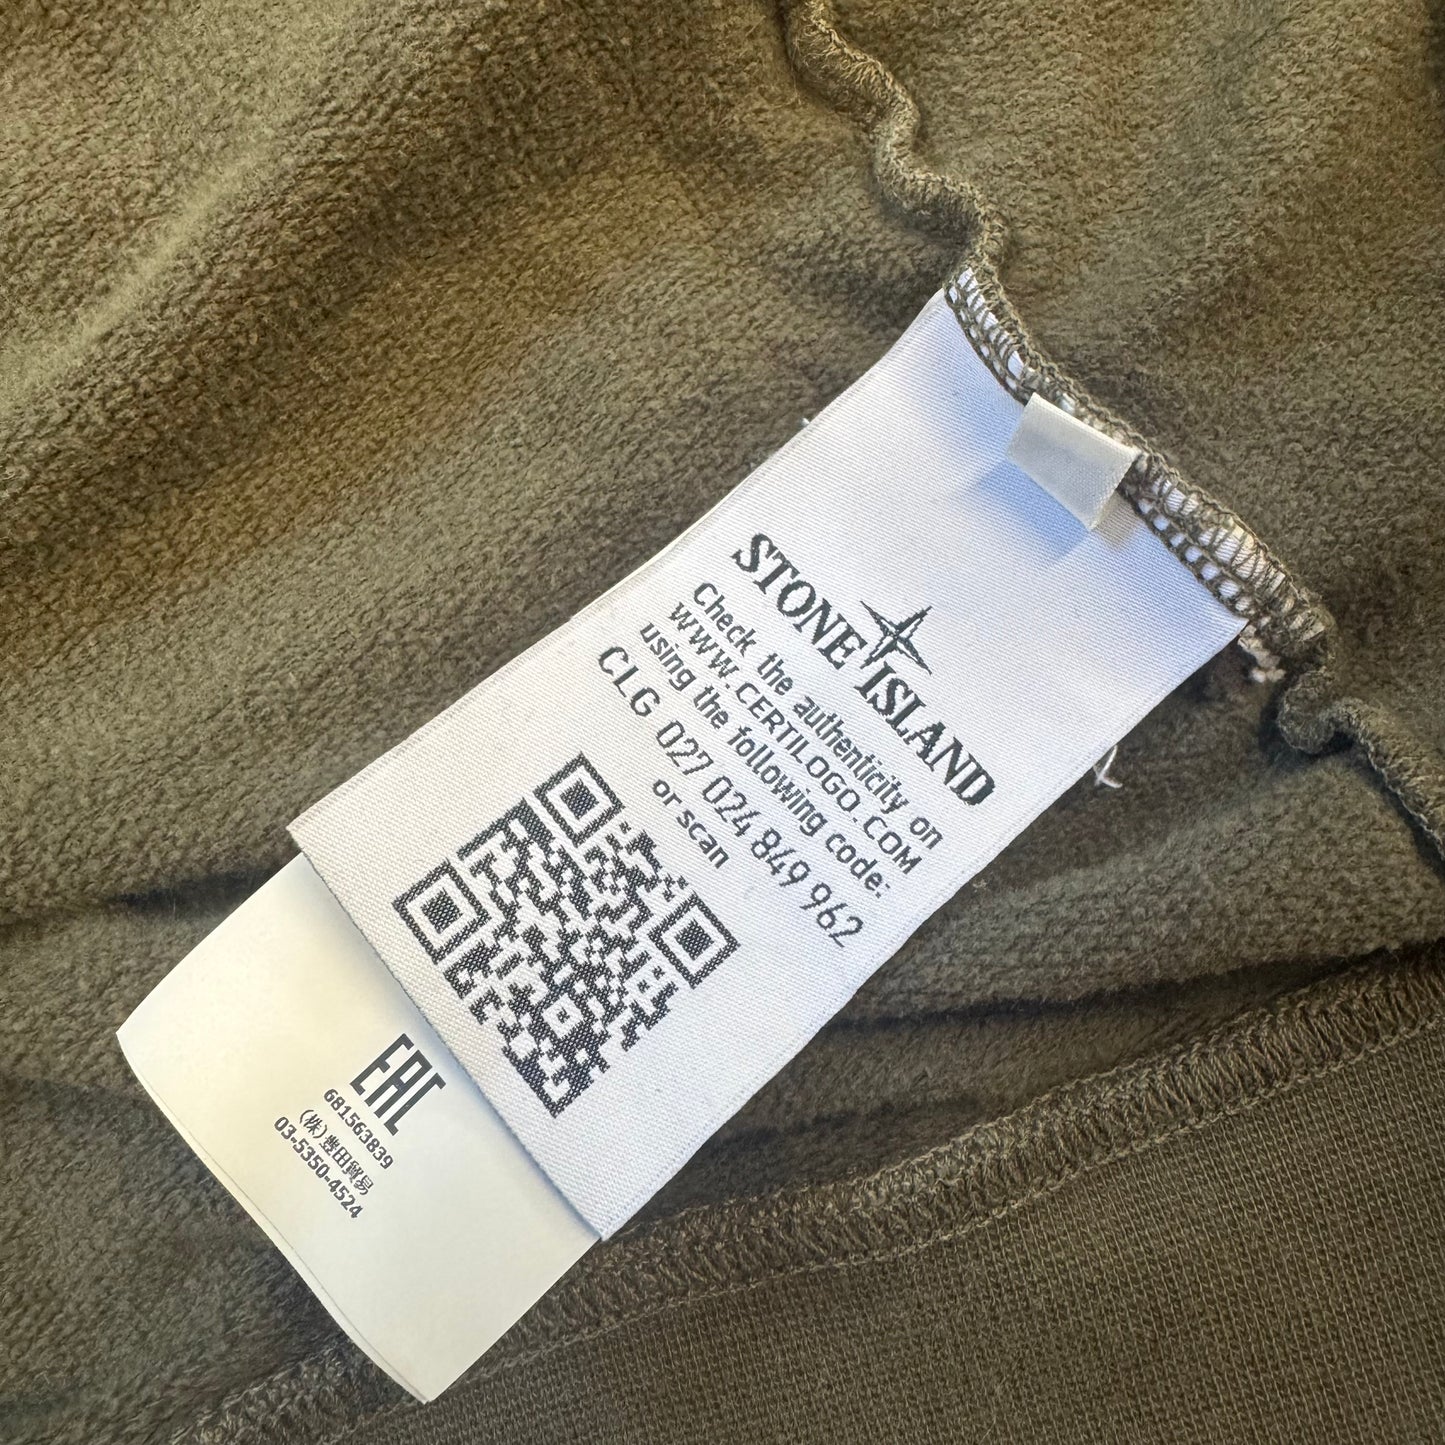 STONE ISLAND
Check the authenticity on
WWW.CERTILOGO.COM
using the following code:
CLG 027 024 849 962
or scan
EAC
681563839
(株)豊田貿易
03-5350-4524